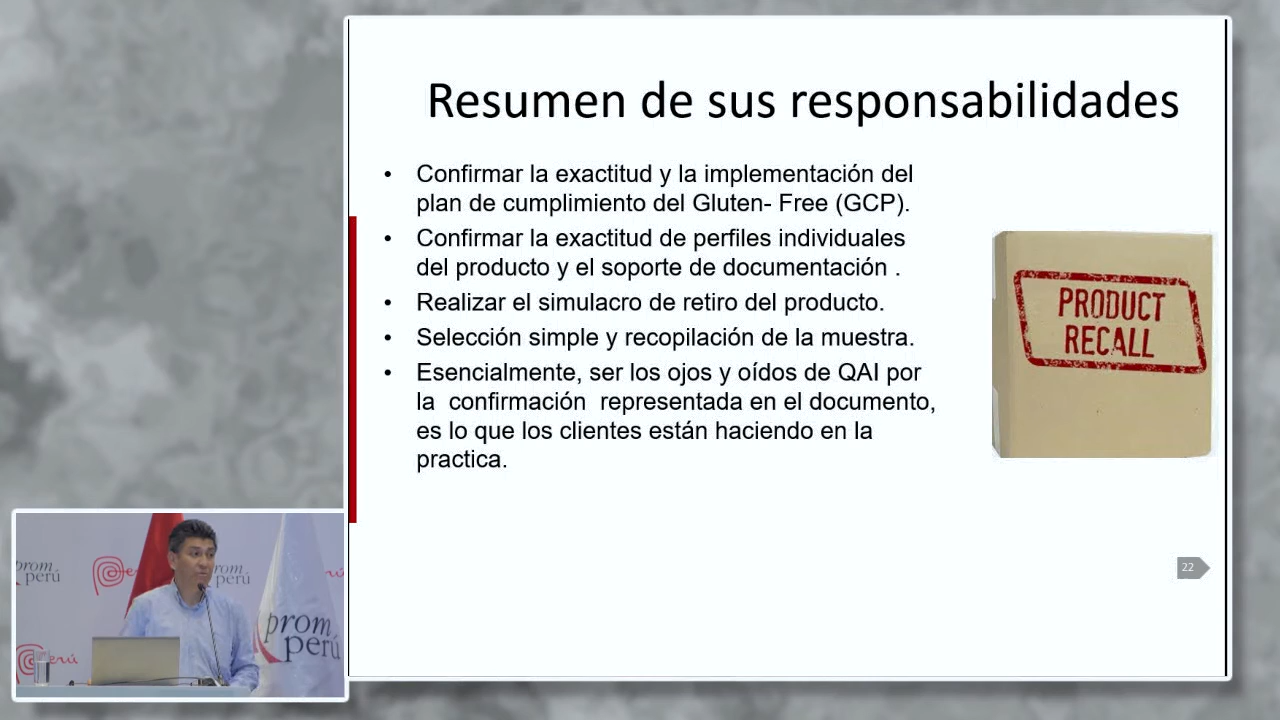 Resumen de sus responsabilidades
• Confirmar la exactitud y la implementación del
plan de cumplimiento del Gluten- Free (GCP).
• Confirmar la exactitud de perfiles individuales
del producto y el soporte de documentación .
• Realizar el simulacro de retiro del producto.
• Selección simple y recopilación de la muestra.
• Esencialmente, ser los ojos y oídos de QAI por
la confirmación representada en el documento,
es lo que los clientes están haciendo en la
practica.
PRODUCT
RECALL
22
prom
perú
prom
perú
prom
perú